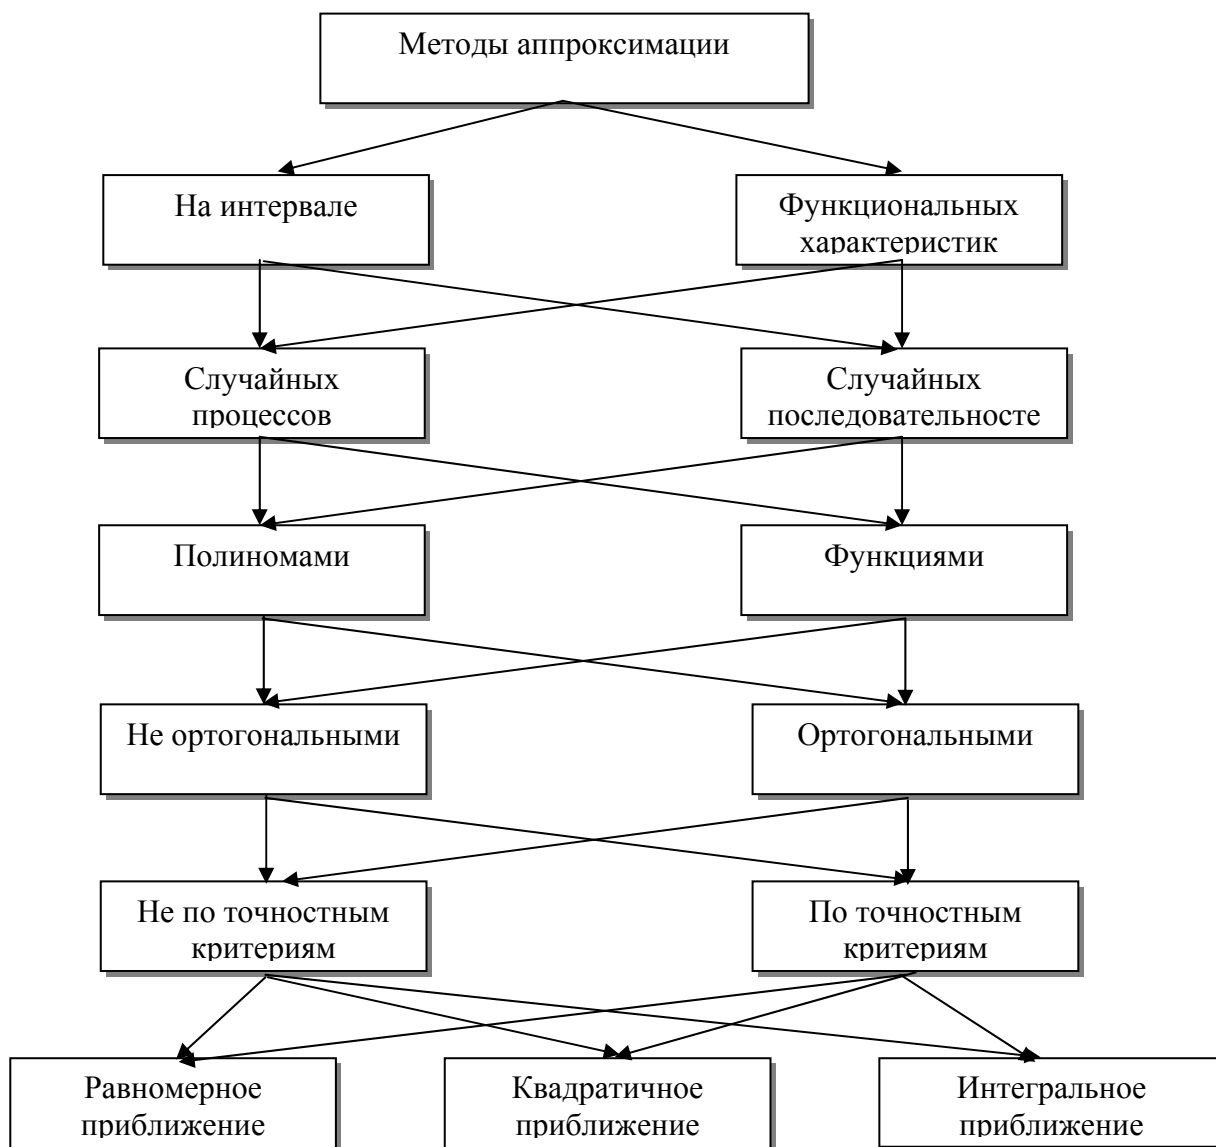 Методы аппроксимации
На интервале
Функциональных
характеристик
Случайных
процессов
Случайных
последовательносте
Полиномами
Функциями
Не ортогональными
Ортогональными
Не по точностным
критериям
По точностным
критериям
Равномерное
приближение
Квадратичное
приближение
Интегральное
приближение